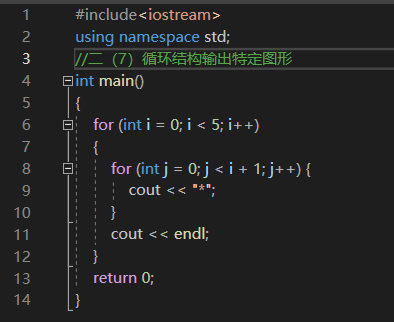 1 #include<iostream>
2 using namespace std;
3 //二（7）循环结构输出特定图形
4 int main()
5 {
6 for (int i = 0; i < 5; i++)
7 {
8 for (int j = 0; j < i + 1; j++) {
9 cout << "*";
10 }
11 cout << endl;
12 }
13 return 0;
14 }